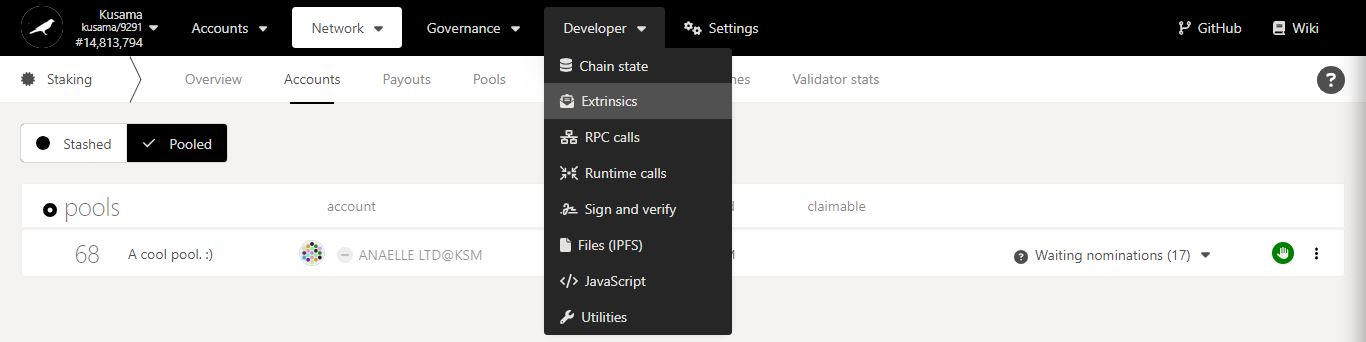 Kusama
kusama/9291
#14,813,794
Accounts
Network
Governance
Developer
Settings
GitHub
Wiki
Staking
Overview
Accounts
Payouts
Pools
Validator stats
Chain state
Extrinsics
RPC calls
Runtime calls
Sign and verify
Files (IPFS)
JavaScript
Utilities
Stashed
Pooled
pools
account
claimable
68
A cool pool. :)
ANAELLE LTD@KSM
Waiting nominations (17)